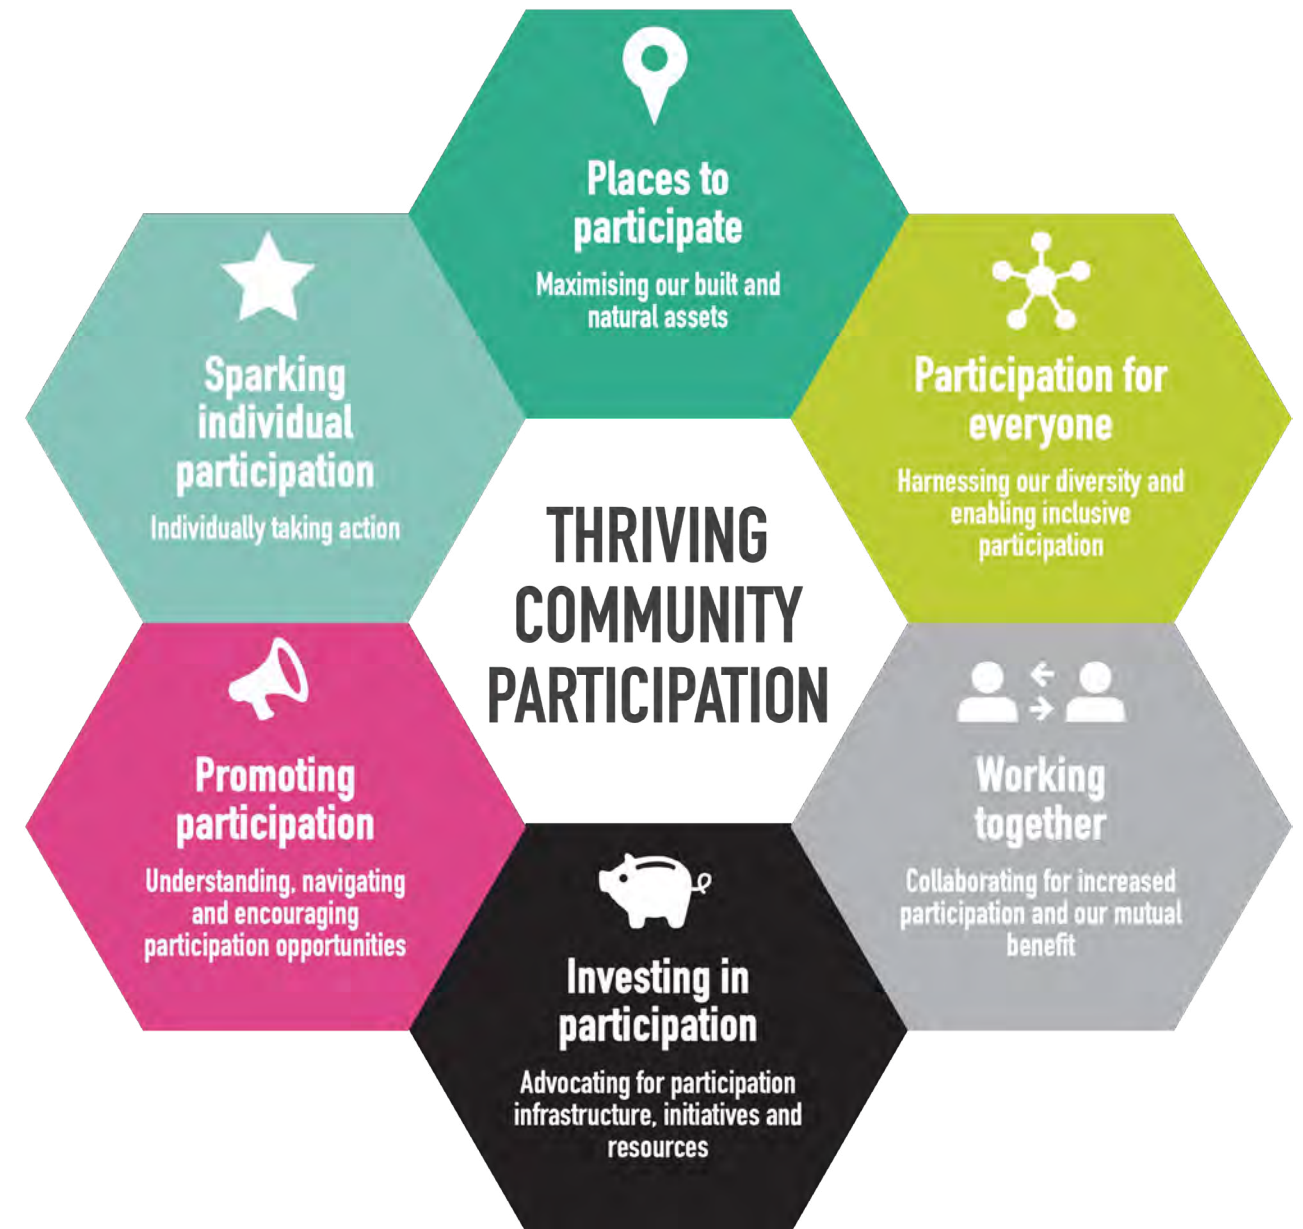 Places to
participate
Maximising our built and
natural assets
Sparking
individual
participation
Individually taking action
Participation for
everyone
Harnessing our diversity and
enabling inclusive
participation
THRIVING
COMMUNITY
PARTICIPATION
Promoting
participation
Understanding, navigating
and encouraging
participation opportunities
Working
together
Collaborating for increased
participation and our mutual
benefit
Investing in
participation
Advocating for participation
infrastructure, initiatives and
resources